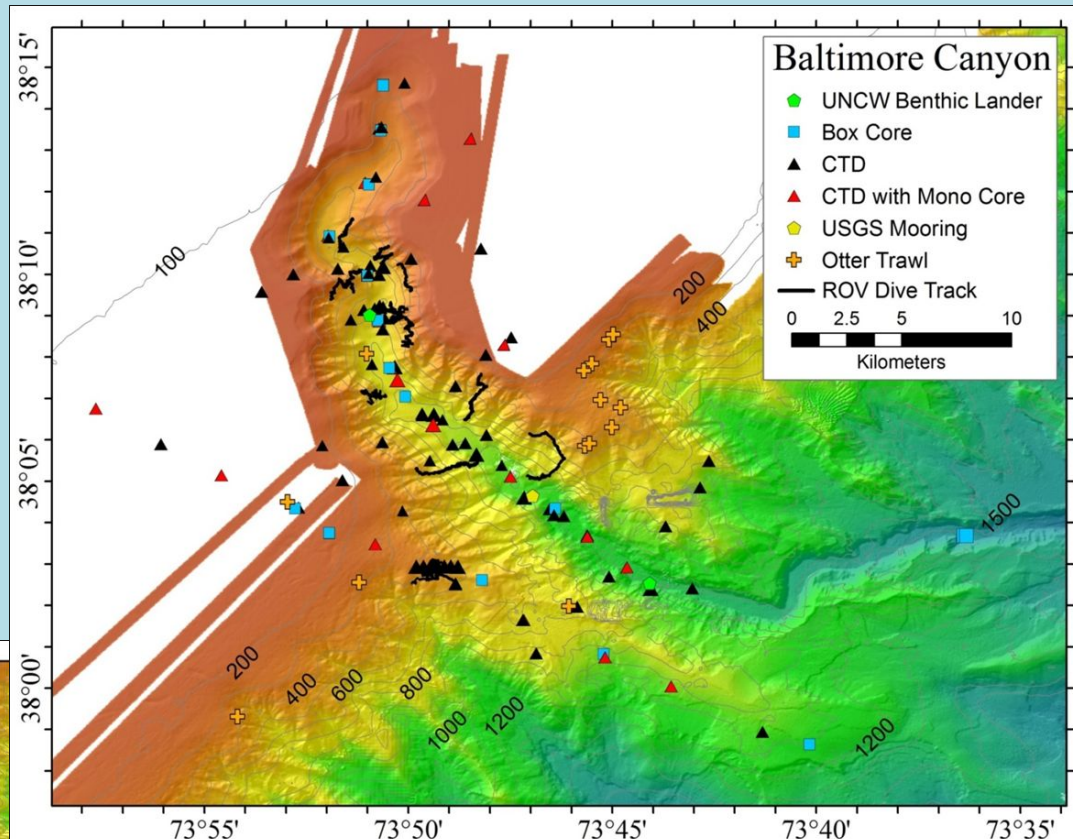 Baltimore Canyon
UNCW Benthic Lander
Box Core
CTD
CTD with Mono Core
USGS Mooring
Otter Trawl
ROV Dive Track
0 2.5 5 10
Kilometers
38°15'
38°10'
38°05'
38°00'
100
200
400
1500
200
400
600
800
1000
1200
1200
73°55' 73°50' 73°45' 73°40' 73°35'